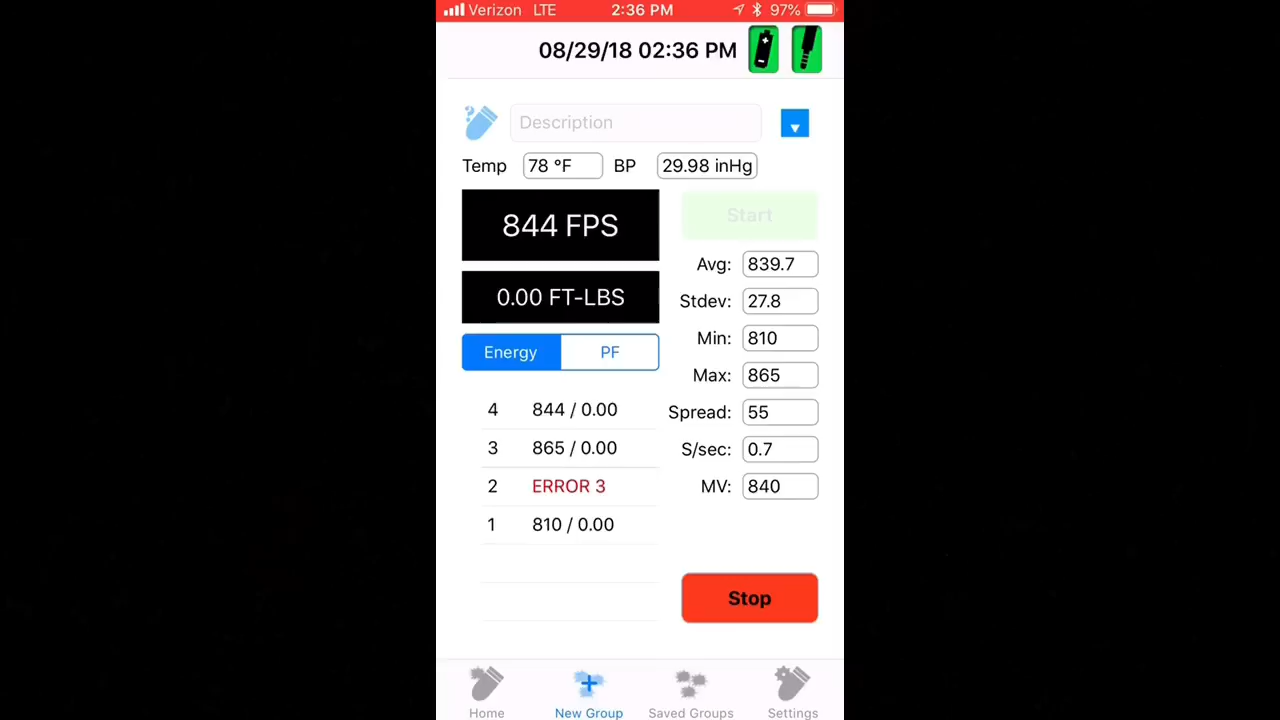 Verizon LTE 2:36 PM 97%
08/29/18 02:36 PM
Description
Temp 78 °F BP 29.98 inHg
844 FPS
Start
0.00 FT-LBS
Energy PF
Avg: 839.7
Stdev: 27.8
Min: 810
Max: 865
Spread: 55
S/sec: 0.7
MV: 840
4 844 / 0.00
3 865 / 0.00
2 ERROR 3
1 810 / 0.00
Stop
Home New Group Saved Groups Settings